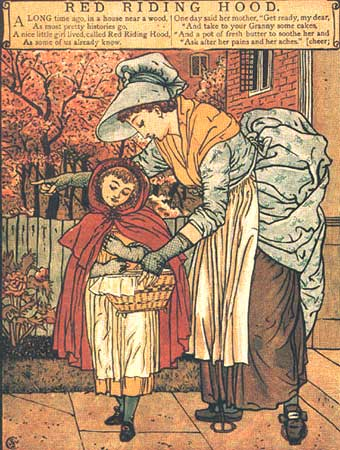 RED RIDING HOOD.
A LONG time ago, in a house near a wood,
As most pretty histories go,
A nice little girl lived, called Red Riding Hood,
As some of us already know.
One day said her mother, "Get ready, my dear,
"And take to your Granny some cakes,
"And a pot of fresh butter to soothe her and
"Ask after her pains and her aches." [cheer;